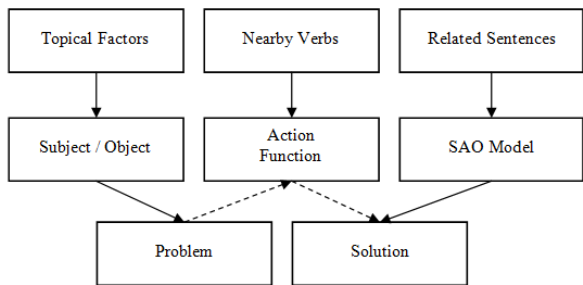 Topical Factors
Nearby Verbs
Related Sentences
Subject / Object
Action
Function
SAO Model
Problem
Solution